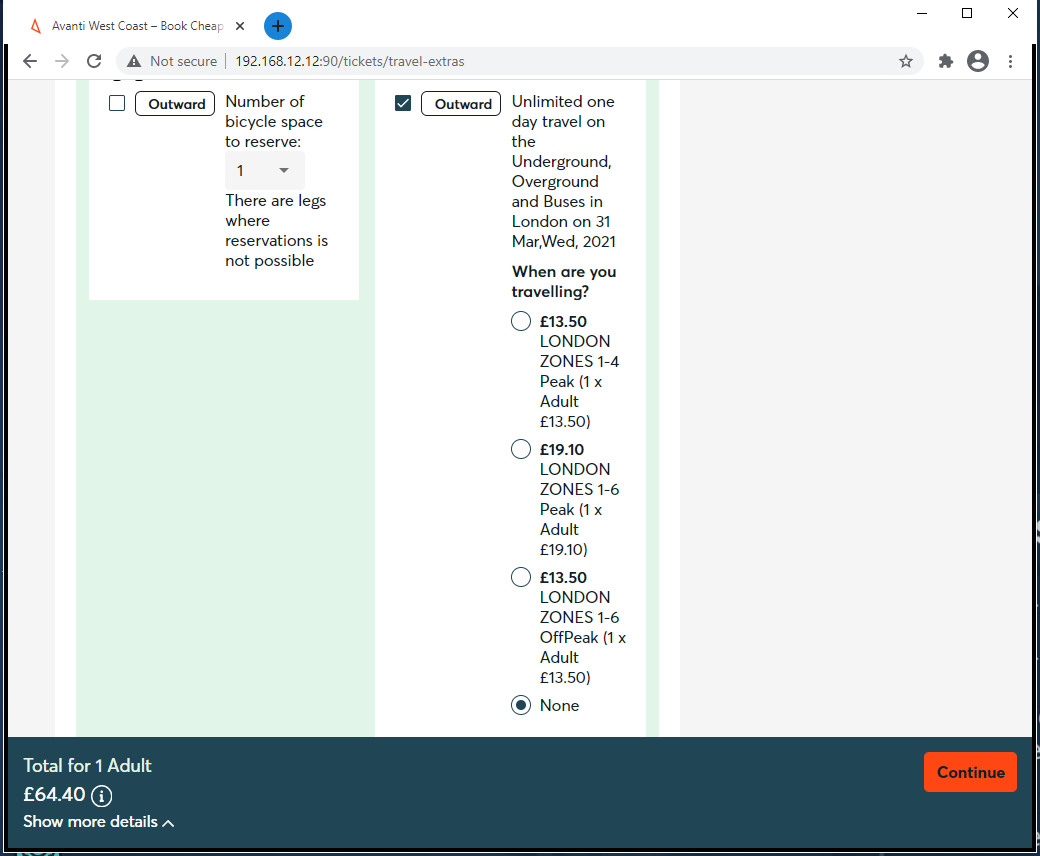 Avanti West Coast – Book Cheap
Not secure
192.168.12.12:90/tickets/travel-extras
Outward
Number of
bicycle space
to reserve:
1
There are legs
where
reservations is
not possible
Outward
Unlimited one
day travel on
the
Underground,
Overground
and Buses in
London on 31
Mar,Wed, 2021
When are you
travelling?
£13.50
LONDON
ZONES 1-4
Peak (1 x
Adult
£13.50)
£19.10
LONDON
ZONES 1-6
Peak (1 x
Adult
£19.10)
£13.50
LONDON
ZONES 1-6
OffPeak (1 x
Adult
£13.50)
None
Total for 1 Adult
£64.40
Show more details
Continue